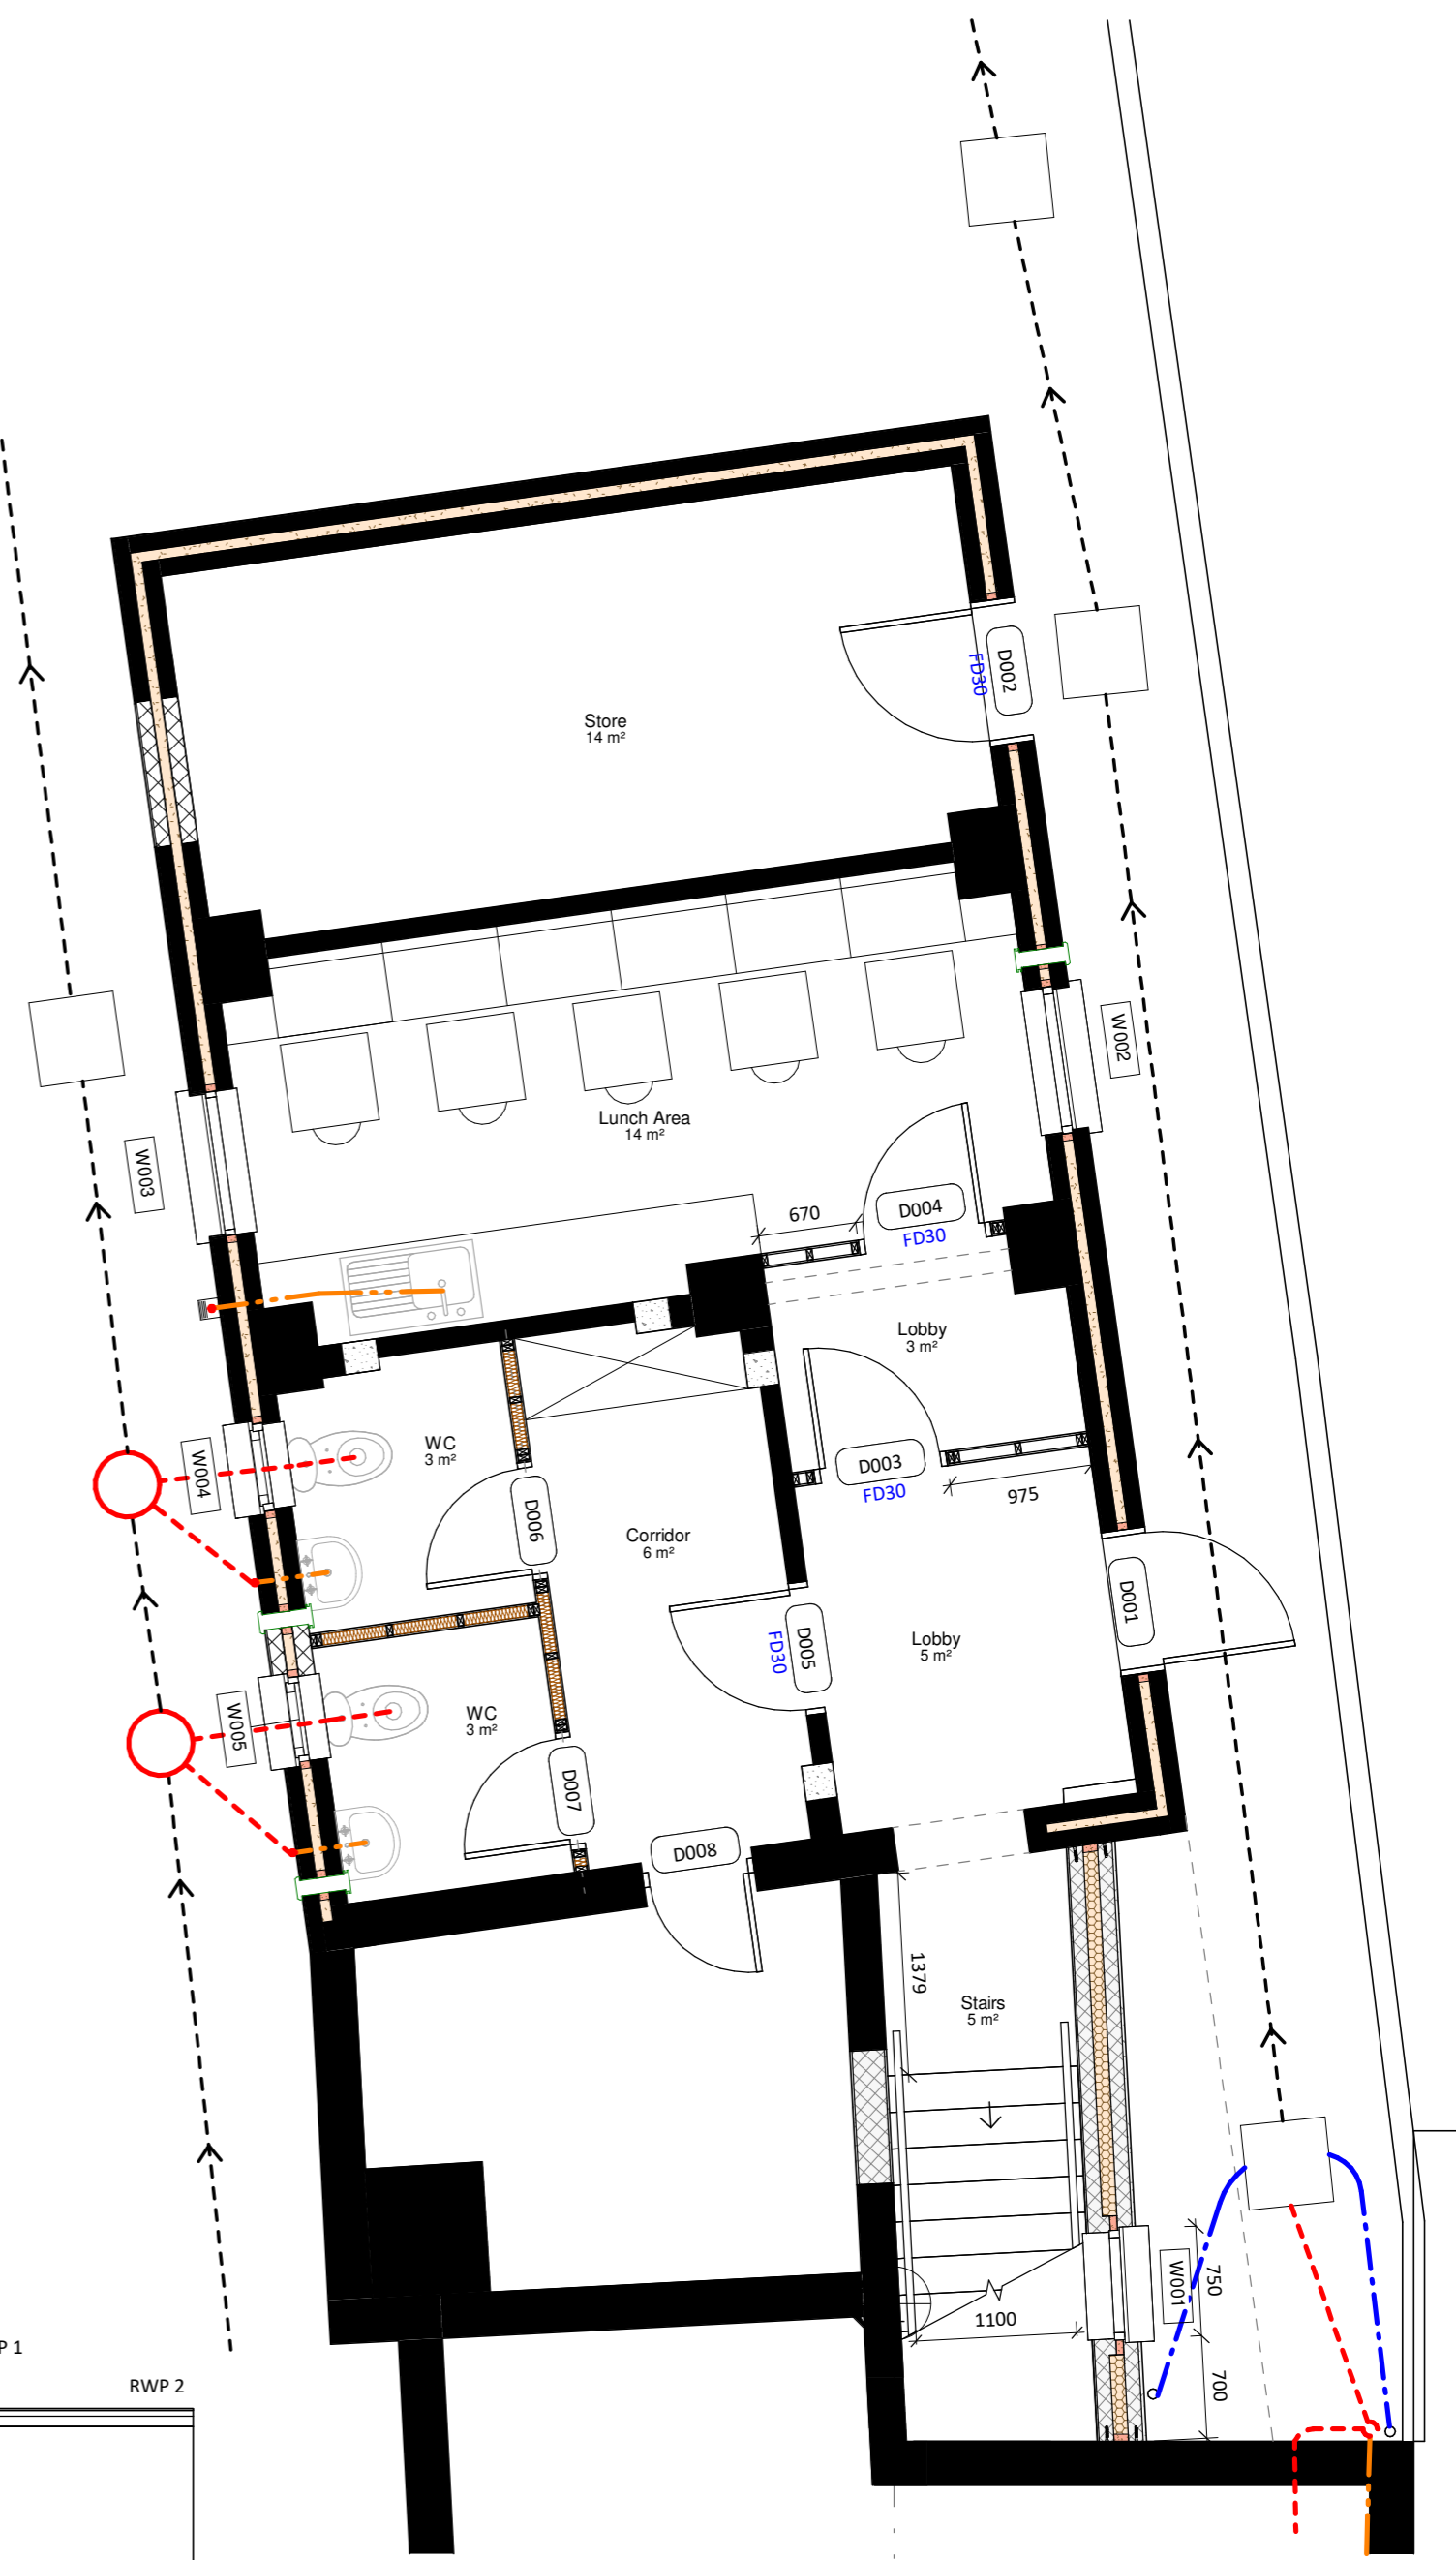 D002
FD30
Store
14 m²
W002
Lunch Area
14 m²
W003
670
D004
FD30
Lobby
3 m²
WC
3 m²
W004
D003
FD30
975
D006
Corridor
6 m²
D001
D005
FD30
Lobby
5 m²
WC
3 m²
W005
D007
D008
1379
Stairs
5 m²
W001
750
1100
700
P 1
RWP 2